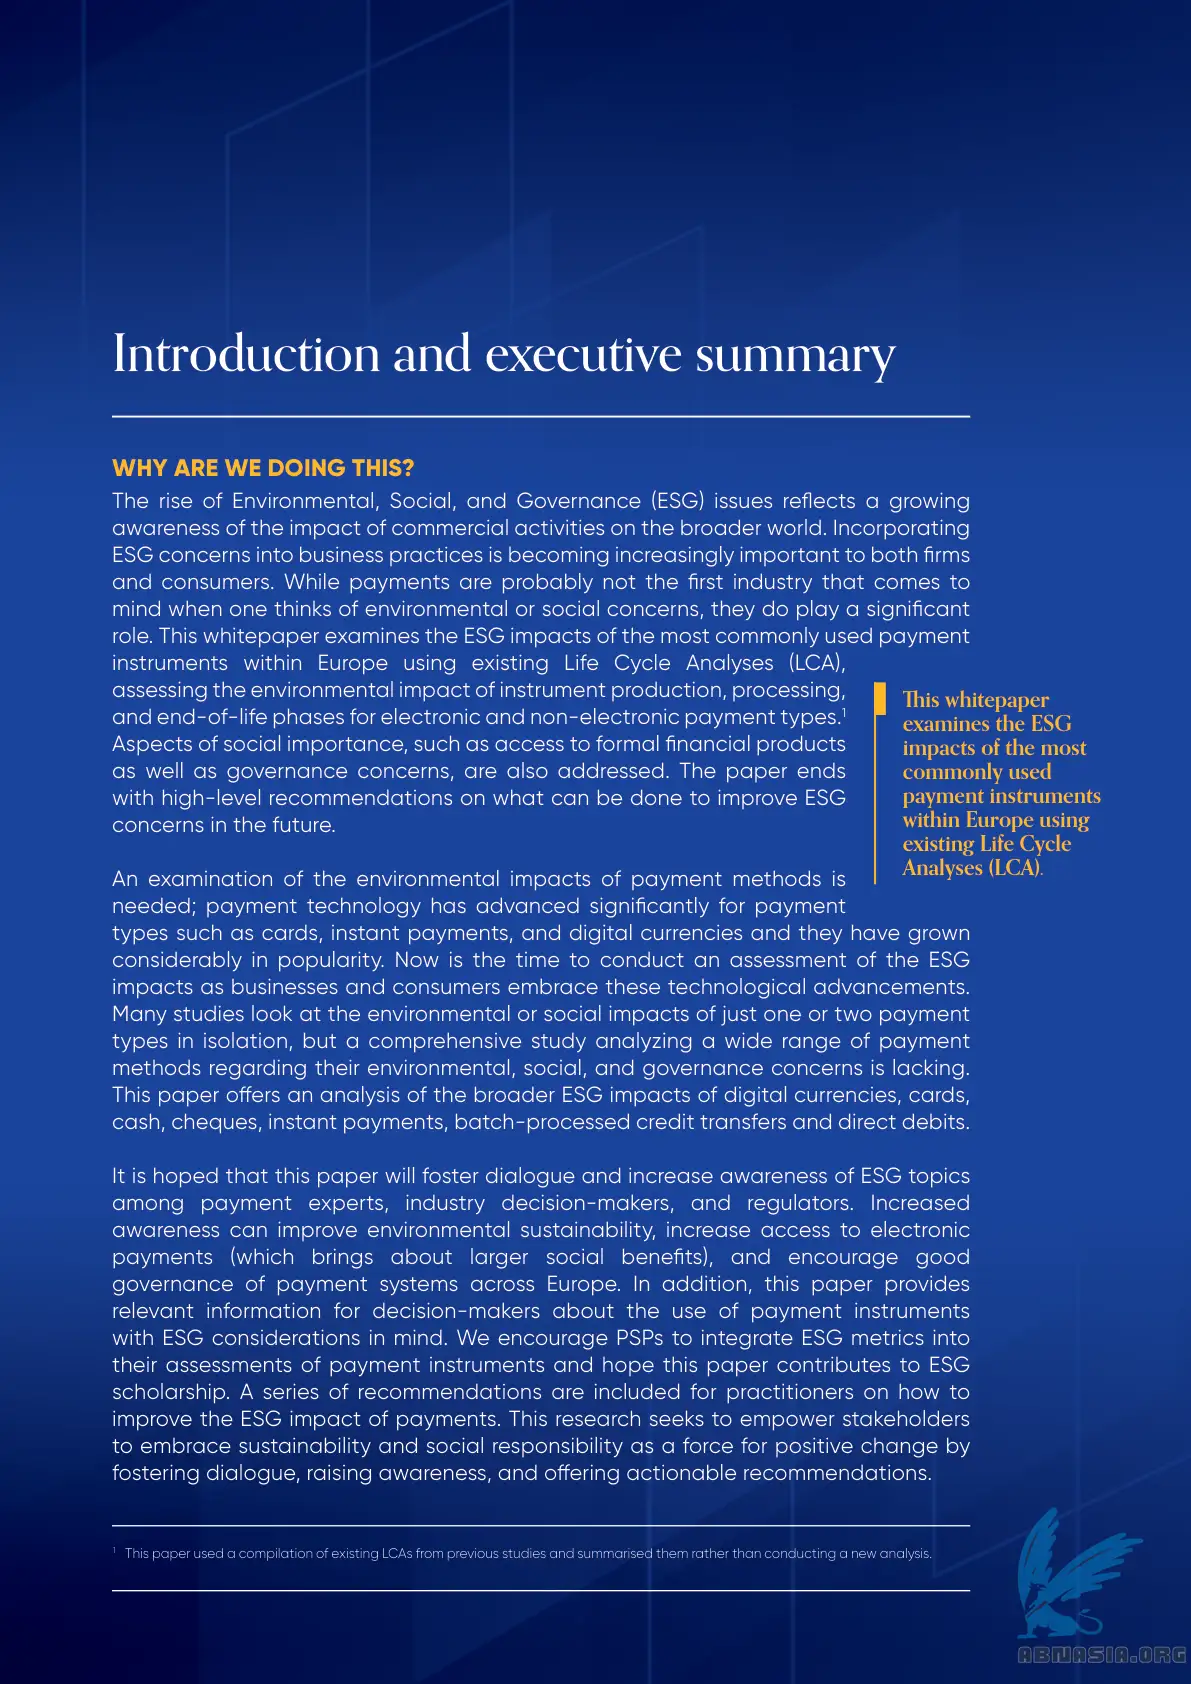 Introduction and executive summary
WHY ARE WE DOING THIS?
The rise of Environmental, Social, and Governance (ESG) issues reflects a growing
awareness of the impact of commercial activities on the broader world. Incorporating
ESG concerns into business practices is becoming increasingly important to both firms
and consumers. While payments are probably not the first industry that comes to
mind when one thinks of environmental or social concerns, they do play a significant
role. This whitepaper examines the ESG impacts of the most commonly used payment
instruments within Europe using existing Life Cycle Analyses (LCA),
assessing the environmental impact of instrument production, processing,
and end-of-life phases for electronic and non-electronic payment types.¹
Aspects of social importance, such as access to formal financial products
as well as governance concerns, are also addressed. The paper ends
with high-level recommendations on what can be done to improve ESG
concerns in the future.
This whitepaper
examines the ESG
impacts of the most
commonly used
payment instruments
within Europe using
existing Life Cycle
Analyses (LCA).
An examination of the environmental impacts of payment methods is
needed; payment technology has advanced significantly for payment
types such as cards, instant payments, and digital currencies and they have grown
considerably in popularity. Now is the time to conduct an assessment of the ESG
impacts as businesses and consumers embrace these technological advancements.
Many studies look at the environmental or social impacts of just one or two payment
types in isolation, but a comprehensive study analyzing a wide range of payment
methods regarding their environmental, social, and governance concerns is lacking.
This paper offers an analysis of the broader ESG impacts of digital currencies, cards,
cash, cheques, instant payments, batch-processed credit transfers and direct debits.
It is hoped that this paper will foster dialogue and increase awareness of ESG topics
among payment experts, industry decision-makers, and regulators. Increased
awareness can improve environmental sustainability, increase access to electronic
payments (which brings about larger social benefits), and encourage good
governance of payment systems across Europe. In addition, this paper provides
relevant information for decision-makers about the use of payment instruments
with ESG considerations in mind. We encourage PSPs to integrate ESG metrics into
their assessments of payment instruments and hope this paper contributes to ESG
scholarship. A series of recommendations are included for practitioners on how to
improve the ESG impact of payments. This research seeks to empower stakeholders
to embrace sustainability and social responsibility as a force for positive change by
fostering dialogue, raising awareness, and offering actionable recommendations.
¹ This paper used a compilation of existing LCAs from previous studies and summarised them rather than conducting a new analysis.
ABNASIA.ORG